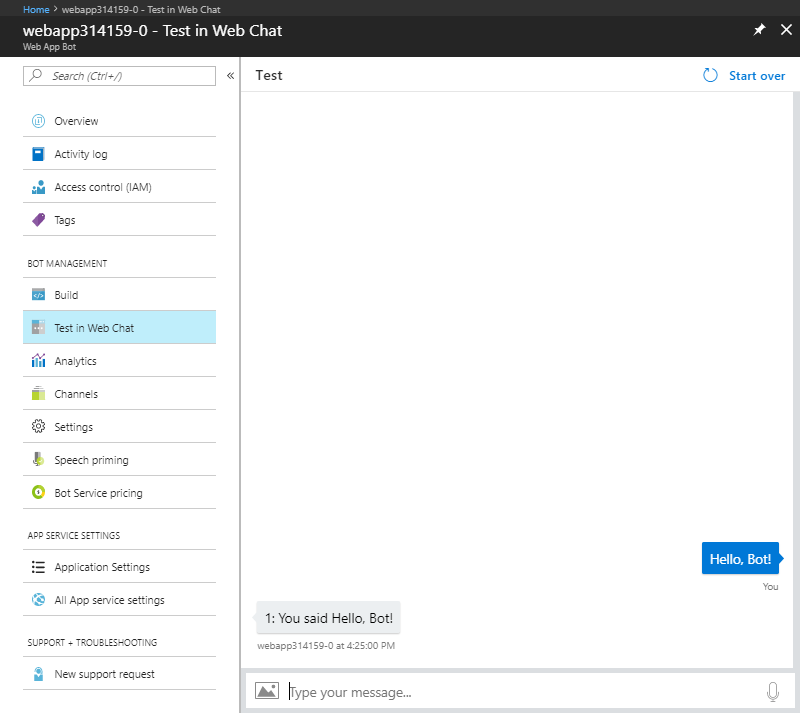 Home > webapp314159-0 - Test in Web Chat
webapp314159-0 - Test in Web Chat
Web App Bot
Search (Ctrl+/)
«
Overview
Activity log
Access control (IAM)
Tags
BOT MANAGEMENT
Build
Test in Web Chat
Analytics
Channels
Settings
Speech priming
Bot Service pricing
APP SERVICE SETTINGS
Application Settings
All App service settings
SUPPORT + TROUBLESHOOTING
New support request
Test
Start over
Hello, Bot!
You
1: You said Hello, Bot!
webapp314159-0 at 4:25:00 PM
Type your message...